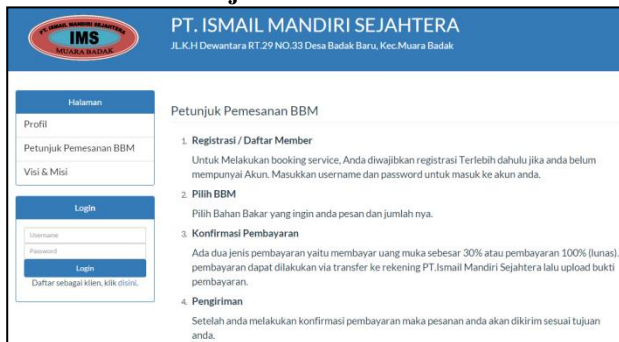 PT. ISMAIL MANDIRI SEJAHTERA
IMS
MUARA BADAK
PT. ISMAIL MANDIRI SEJAHTERA
JL.K.H Dewantara RT.29 NO.33 Desa Badak Baru, Kec.Muara Badak
Halaman
Profil
Petunjuk Pemesanan BBM
Visi & Misi
Login
Username
Password
Login
Daftar sebagai klien, klik disini.
Petunjuk Pemesanan BBM
1. Registrasi / Daftar Member
Untuk Melakukan booking service, Anda diwajibkan registrasi Terlebih dahulu jika anda belum
mempunyai Akun. Masukkan username dan password untuk masuk ke akun anda.
2. Pilih BBM
Pilih Bahan Bakar yang ingin anda pesan dan jumlah nya.
3. Konfirmasi Pembayaran
Ada dua jenis pembayaran yaitu membayar uang muka sebesar 30% atau pembayaran 100% (lunas).
pembayaran dapat dilakukan via transfer ke rekening PT.Ismail Mandiri Sejahtera lalu upload bukti
pembayaran.
4. Pengiriman
Setelah anda melakukan konfirmasi pembayaran maka pesanan anda akan dikirim sesuai tujuan
anda.